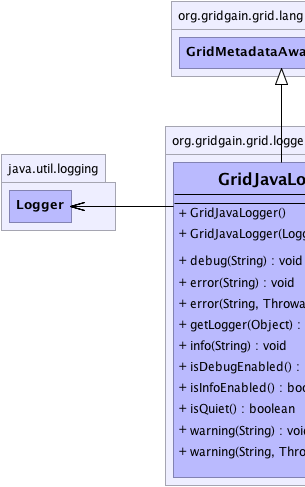 org.gridgain.grid.lang
GridMetadataAwa
org.gridgain.grid.logge
java.util.logging
Logger
GridJavaLo
+ GridJavaLogger()
+ GridJavaLogger(Logg
+ debug(String) : void
+ error(String) : void
+ error(String, Throwa
+ getLogger(Object) :
+ info(String) : void
+ isDebugEnabled() :
+ isInfoEnabled() : boo
+ isQuiet() : boolean
+ warning(String) : voi
+ warning(String, Thro